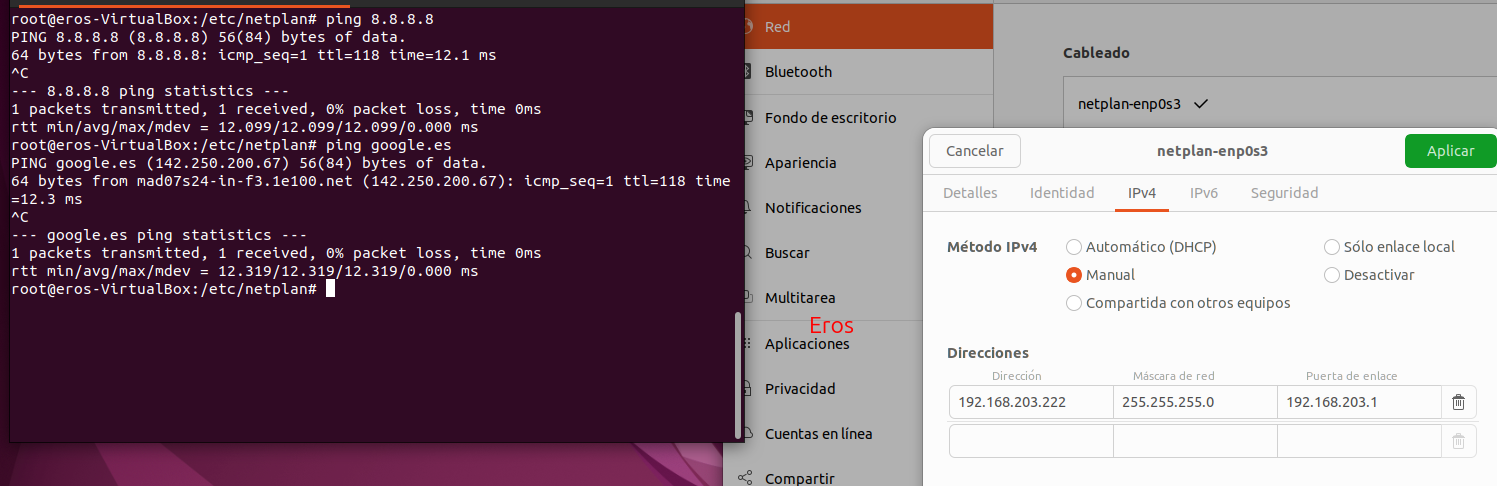 root@eros-VirtualBox:/etc/netplan# ping 8.8.8.8
PING 8.8.8.8 (8.8.8.8) 56(84) bytes of data.
64 bytes from 8.8.8.8: icmp_seq=1 ttl=118 time=12.1 ms
^C
--- 8.8.8.8 ping statistics ---
1 packets transmitted, 1 received, 0% packet loss, time 0ms
rtt min/avg/max/mdev = 12.099/12.099/12.099/0.000 ms
root@eros-VirtualBox:/etc/netplan# ping google.es
PING google.es (142.250.200.67) 56(84) bytes of data.
64 bytes from mad07s24-in-f3.1e100.net (142.250.200.67): icmp_seq=1 ttl=118 time
=12.3 ms
^C
--- google.es ping statistics ---
1 packets transmitted, 1 received, 0% packet loss, time 0ms
rtt min/avg/max/mdev = 12.319/12.319/12.319/0.000 ms
root@eros-VirtualBox:/etc/netplan#
Red
Bluetooth
Fondo de escritorio
Apariencia
Notificaciones
Buscar
Multitarea
Eros
Aplicaciones
Privacidad
Cuentas en línea
Compartir
Cableado
netplan-enp0s3
Cancelar
netplan-enp0s3
Aplicar
Detalles
Identidad
IPv4
IPv6
Seguridad
Método IPv4
Automático (DHCP)
Sólo enlace local
Manual
Desactivar
Compartida con otros equipos
Direcciones
Dirección
Máscara de red
Puerta de enlace
192.168.203.222
255.255.255.0
192.168.203.1